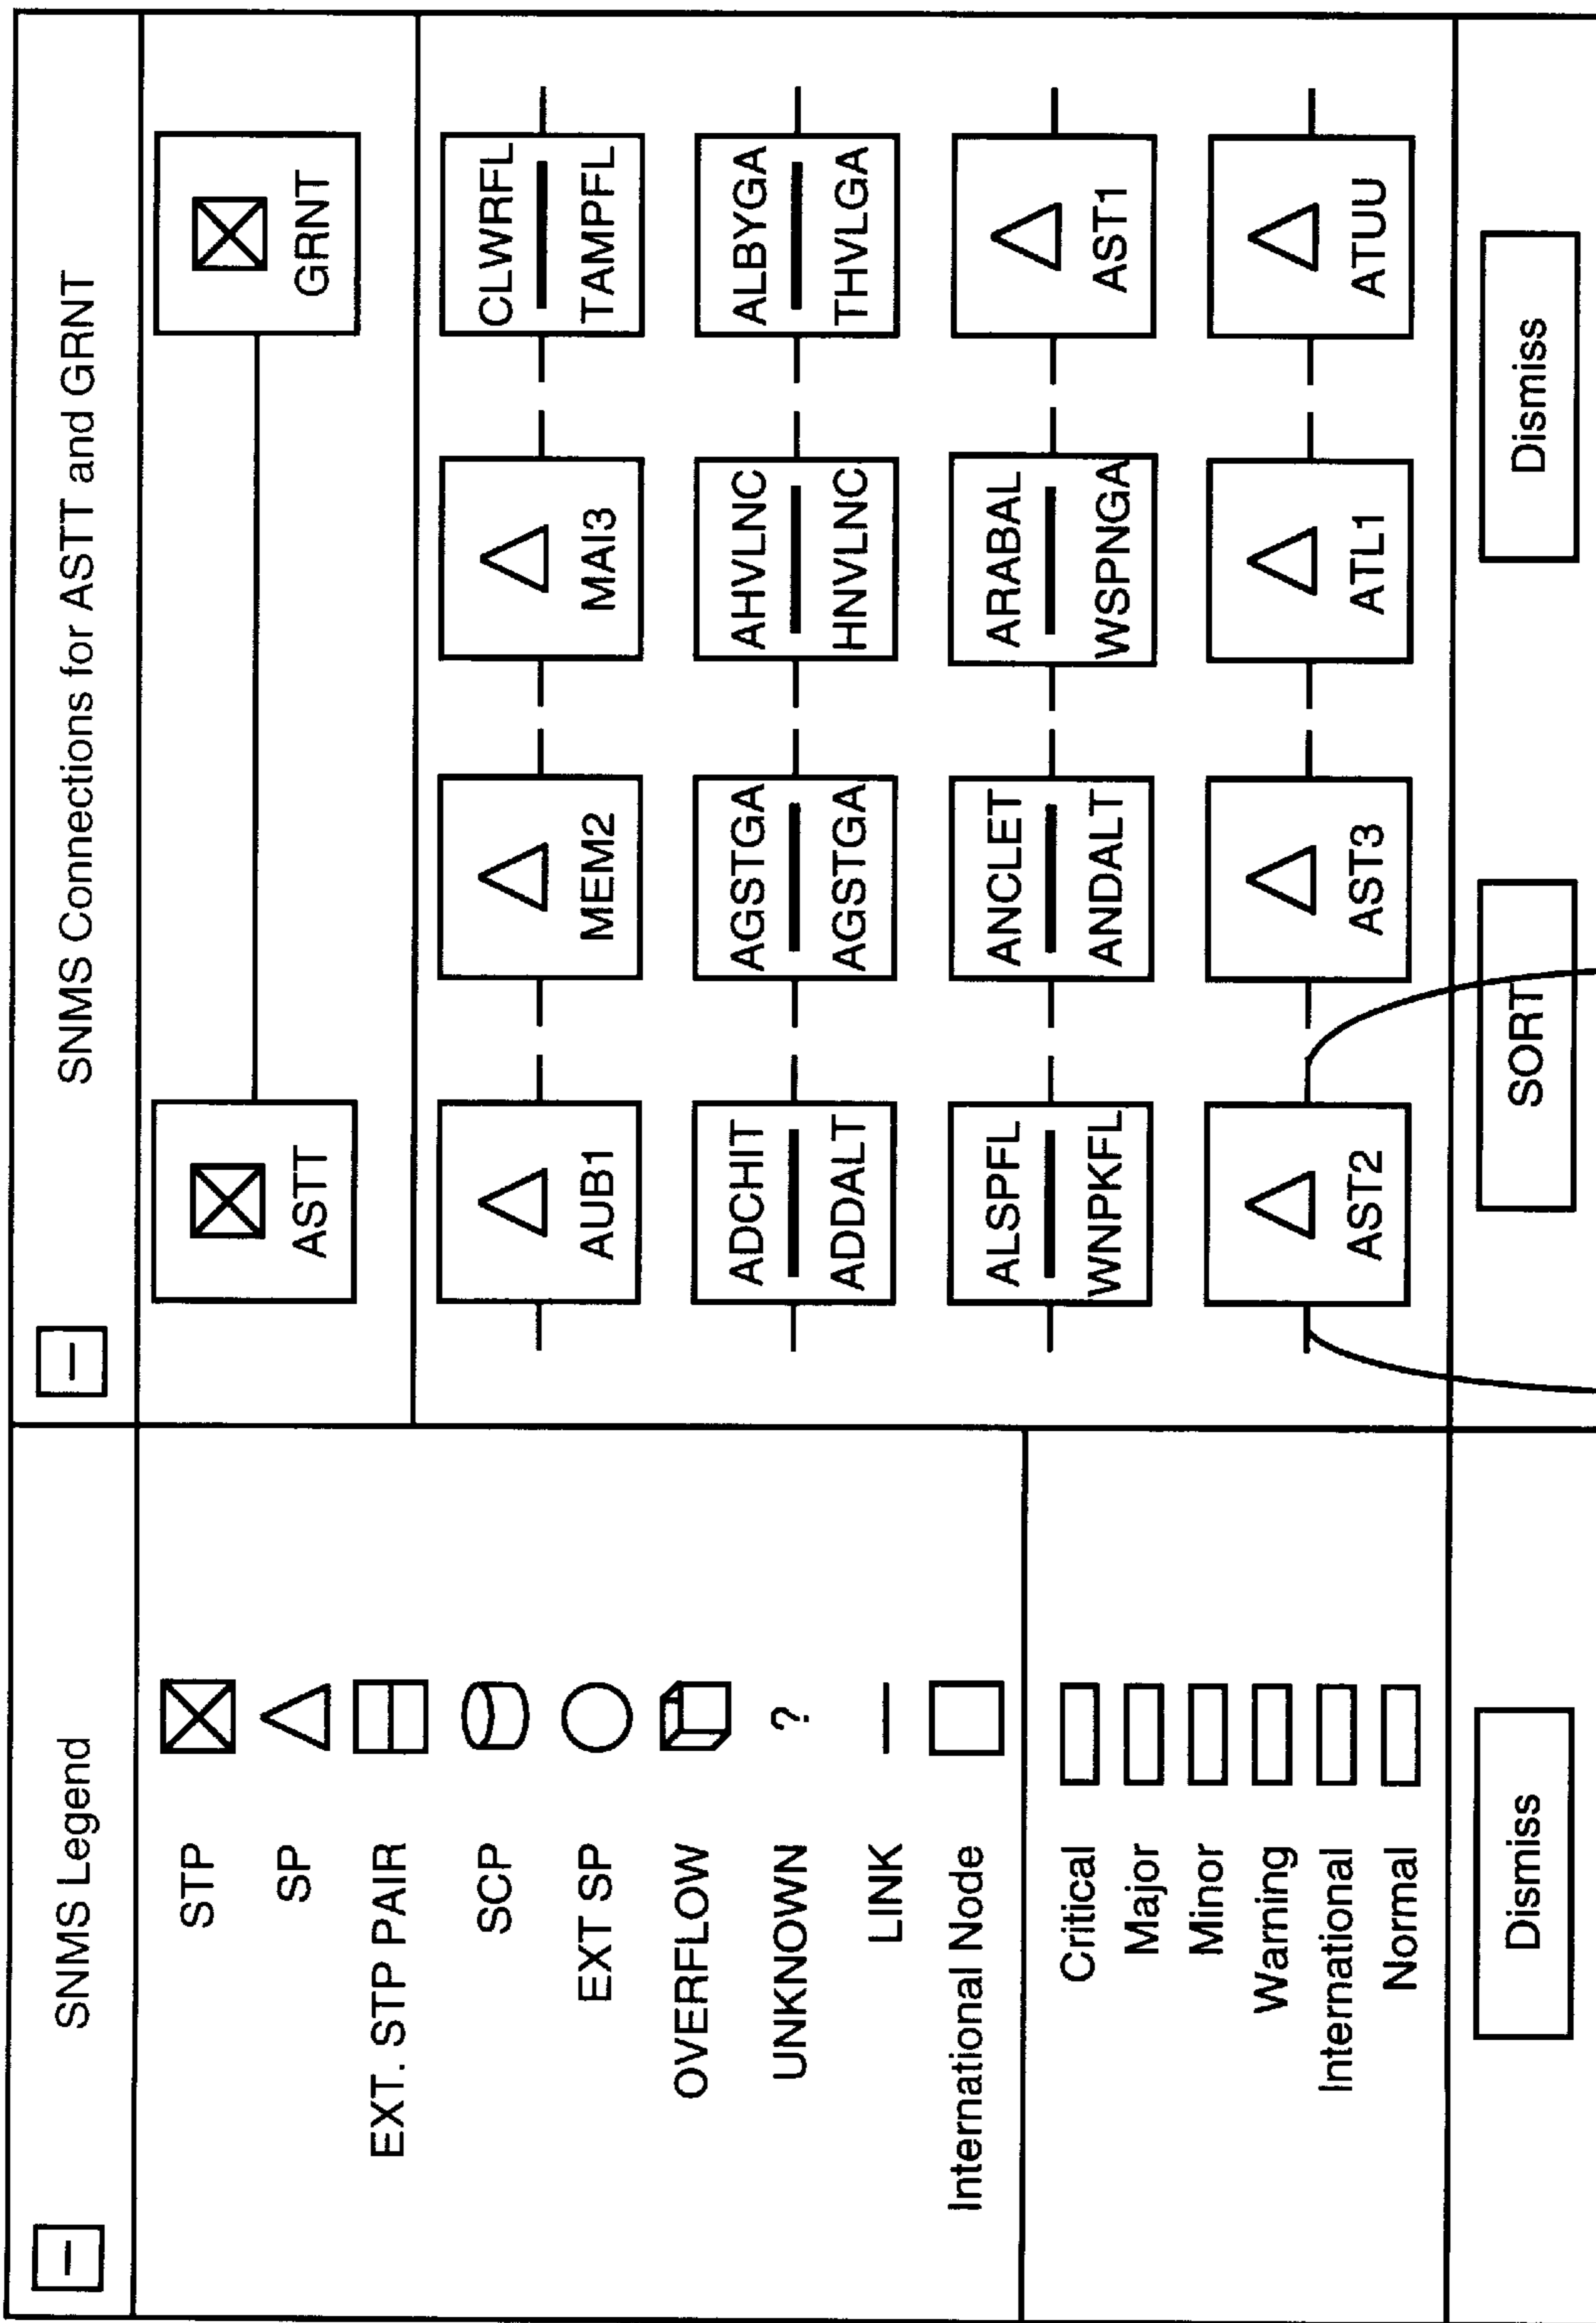 SNMS Legend
STP
SP
EXT. STP PAIR
SCP
EXT SP
OVERFLOW
UNKNOWN ?
LINK
International Node
Critical
Major
Minor
Warning
International
Normal
Dismiss
SNMS Connections for ASTT and GRNT
ASTT GRNT
AUB1 MEM2 MAI3 CLWRFL
TAMPFL
ADCHIT AGSTGA AHVLNC ALBYGA
ADDALT AGSTGA HNVLNC THVLGA
ALSPFL ANCLET ARABAL
WNPKFL ANDALT WSPNGA AST1
AST2 AST3 ATL1 ATUU
SORT Dismiss